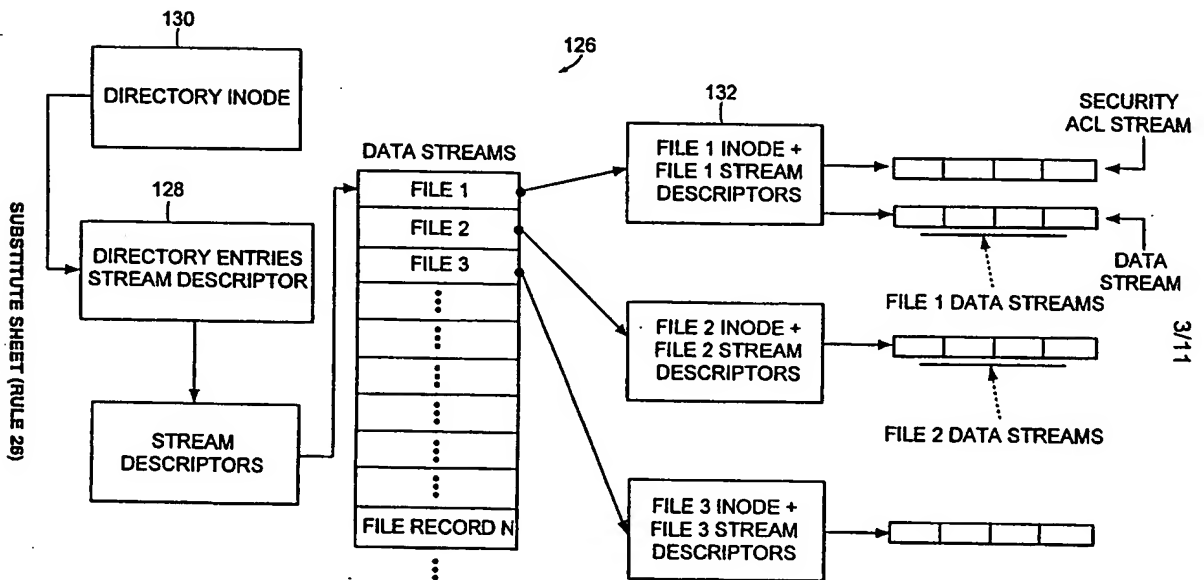 130
DIRECTORY INODE
128
DIRECTORY ENTRIES
STREAM DESCRIPTOR
STREAM
DESCRIPTORS
126
DATA STREAMS
FILE 1
FILE 2
FILE 3
FILE RECORD N
132
FILE 1 INODE +
FILE 1 STREAM
DESCRIPTORS
SECURITY
ACL STREAM
DATA
STREAM
FILE 1 DATA STREAMS
FILE 2 INODE +
FILE 2 STREAM
DESCRIPTORS
FILE 2 DATA STREAMS
FILE 3 INODE +
FILE 3 STREAM
DESCRIPTORS
3/11
SUBSTITUTE SHEET (RULE 26)